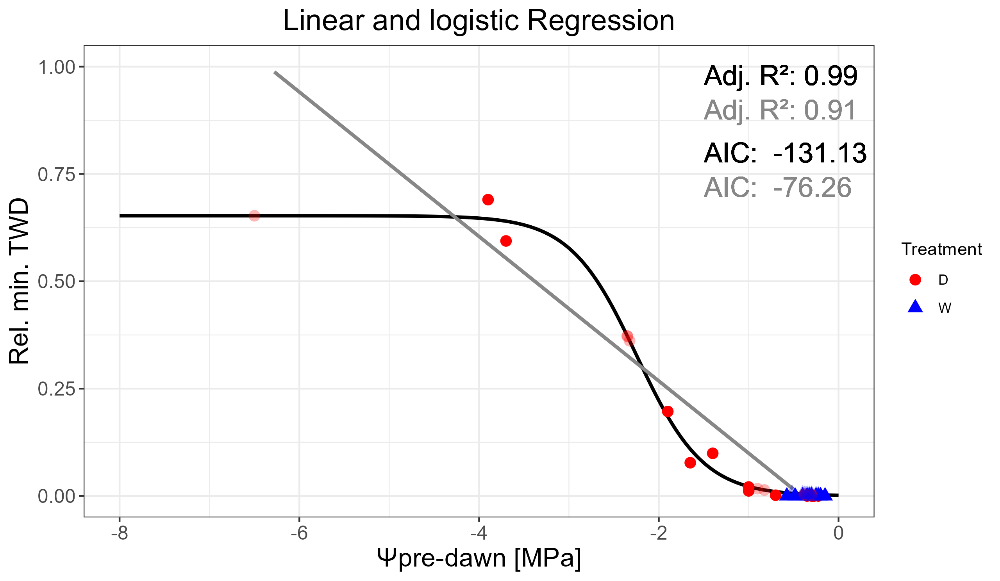 Linear and logistic Regression
Adj. R²: 0.99
Adj. R²: 0.91
AIC: -131.13
AIC: -76.26
Rel. min. TWD
1.00
0.75
0.50
0.25
0.00
-8 -6 -4 -2 0
Ψpre-dawn [MPa]
Treatment
D
W